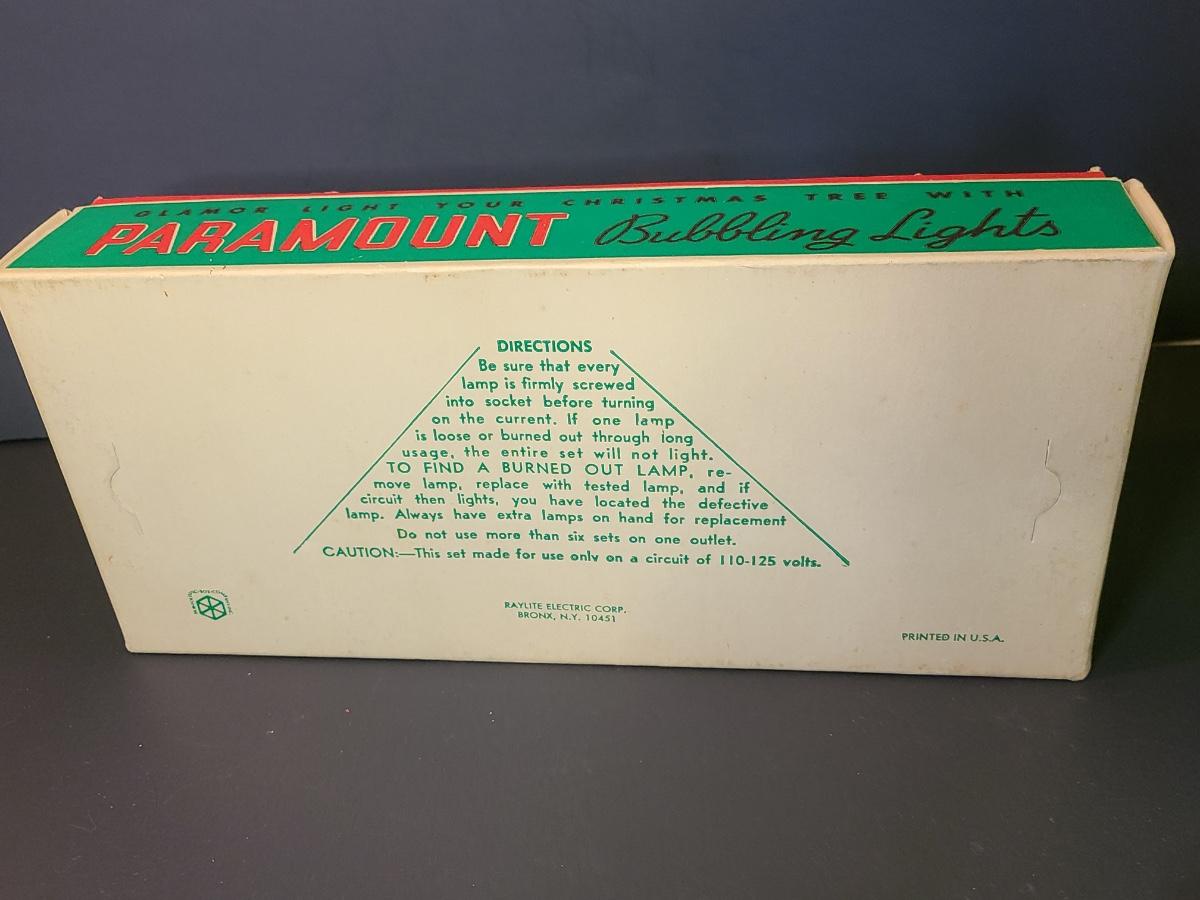 GLAMOR LIGHT YOUR CHRISTMAS TREE WITH
PARAMOUNT Bubbling Lights
DIRECTIONS
Be sure that every
lamp is firmly screwed
into socket before turning
on the current. If one lamp
is loose or burned out through long
usage, the entire set will not light.
TO FIND A BURNED OUT LAMP, re-
move lamp, replace with tested lamp, and if
circuit then lights, you have located the defective
lamp. Always have extra lamps on hand for replacement
Do not use more than six sets on one outlet.
CAUTION:—This set made for use only on a circuit of 110-125 volts.
RAYLITE ELECTRIC CORP.
BRONX, N.Y. 10451
PRINTED IN U.S.A.